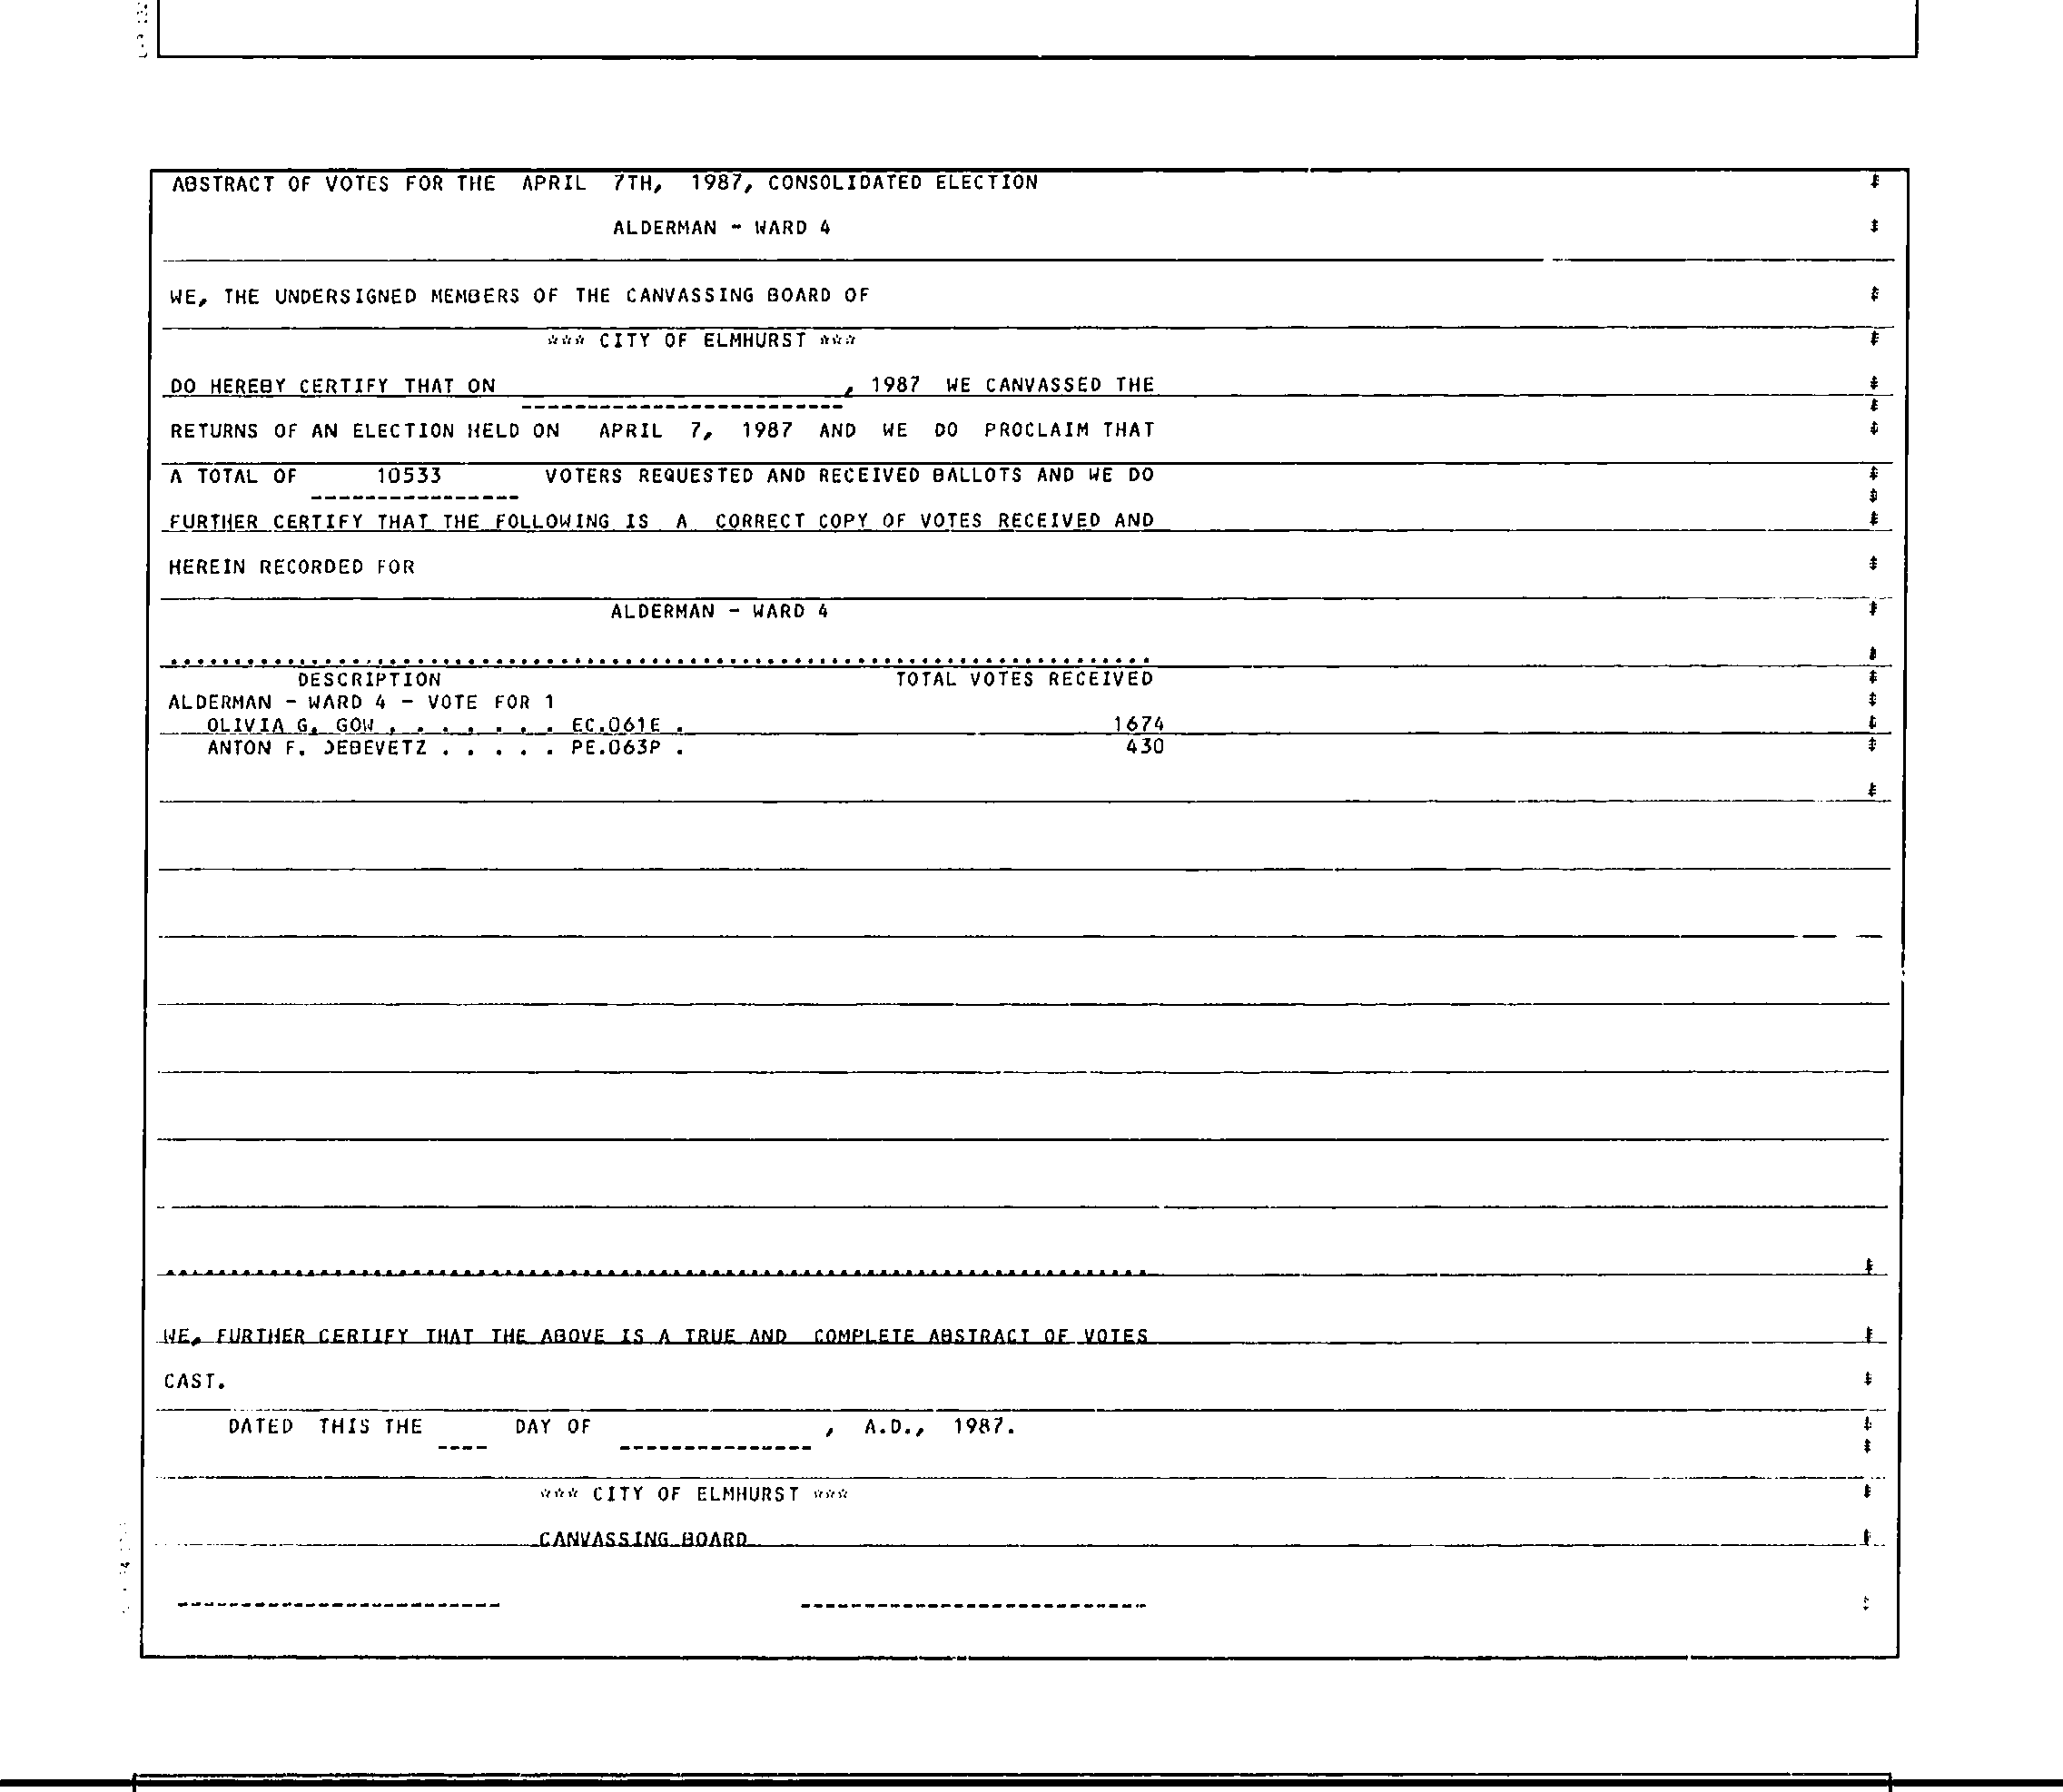 ABSTRACT OF VOTES FOR THE APRIL 7TH, 1987, CONSOLIDATED ELECTION
ALDERMAN - WARD 4
WE, THE UNDERSIGNED MEMBERS OF THE CANVASSING BOARD OF
*** CITY OF ELMHURST ***
DO HEREBY CERTIFY THAT ON , 1987 WE CANVASSED THE
RETURNS OF AN ELECTION HELD ON APRIL 7, 1987 AND WE DO PROCLAIM THAT
A TOTAL OF 10533 VOTERS REQUESTED AND RECEIVED BALLOTS AND WE DO
FURTHER CERTIFY THAT THE FOLLOWING IS A CORRECT COPY OF VOTES RECEIVED AND
HEREIN RECORDED FOR
ALDERMAN - WARD 4
DESCRIPTION TOTAL VOTES RECEIVED
ALDERMAN - WARD 4 - VOTE FOR 1
OLIVIA G. GOW . . . . . . . EC.061E . 1674
ANTON F. DEBEVETZ . . . . . PE.063P . 430
WE, FURTHER CERTIFY THAT THE ABOVE IS A TRUE AND COMPLETE ABSTRACT OF VOTES
CAST.
DATED THIS THE ---- DAY OF --------------- , A.D., 1987.
*** CITY OF ELMHURST ***
CANVASSING BOARD